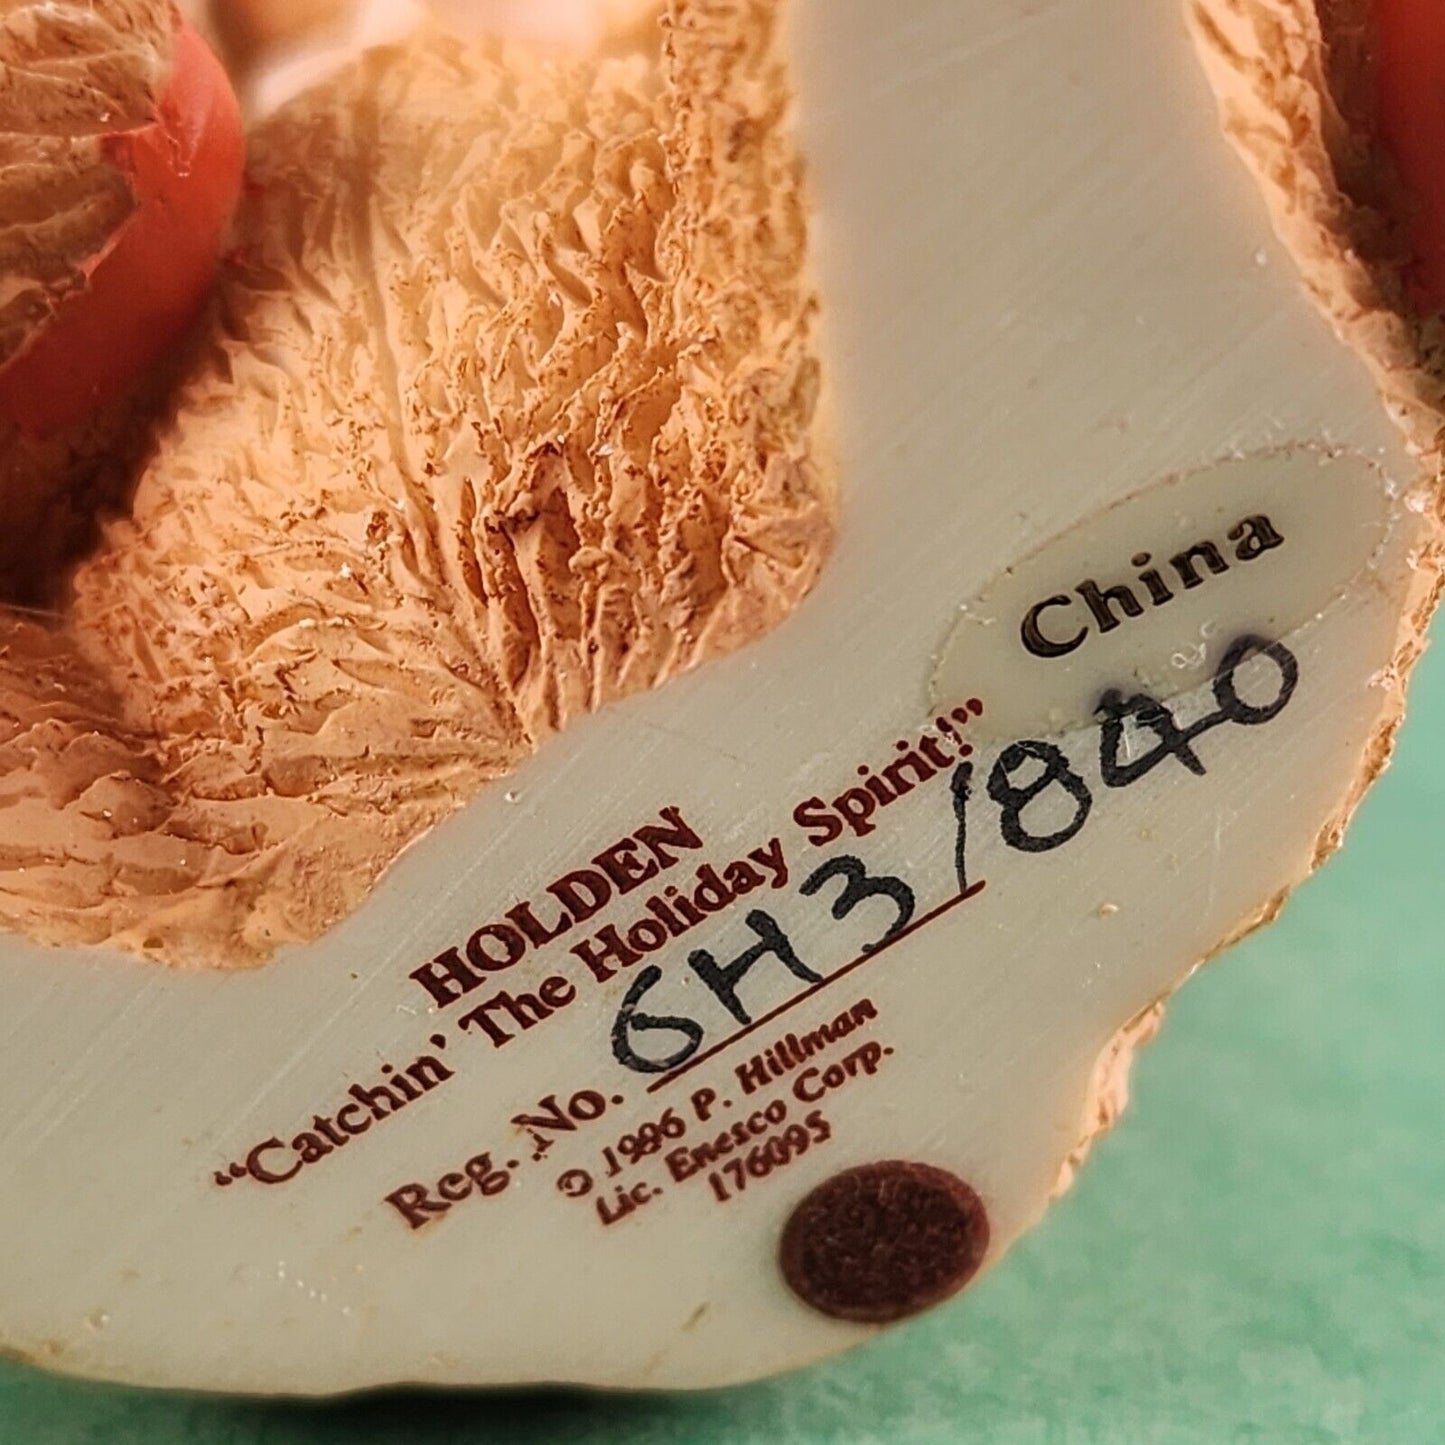 China
HOLDEN
“Catchin’ The Holiday Spirit!”
Reg. No. 6H3/840
© 1996 P. Hillman
Lic. Enesco Corp.
176095